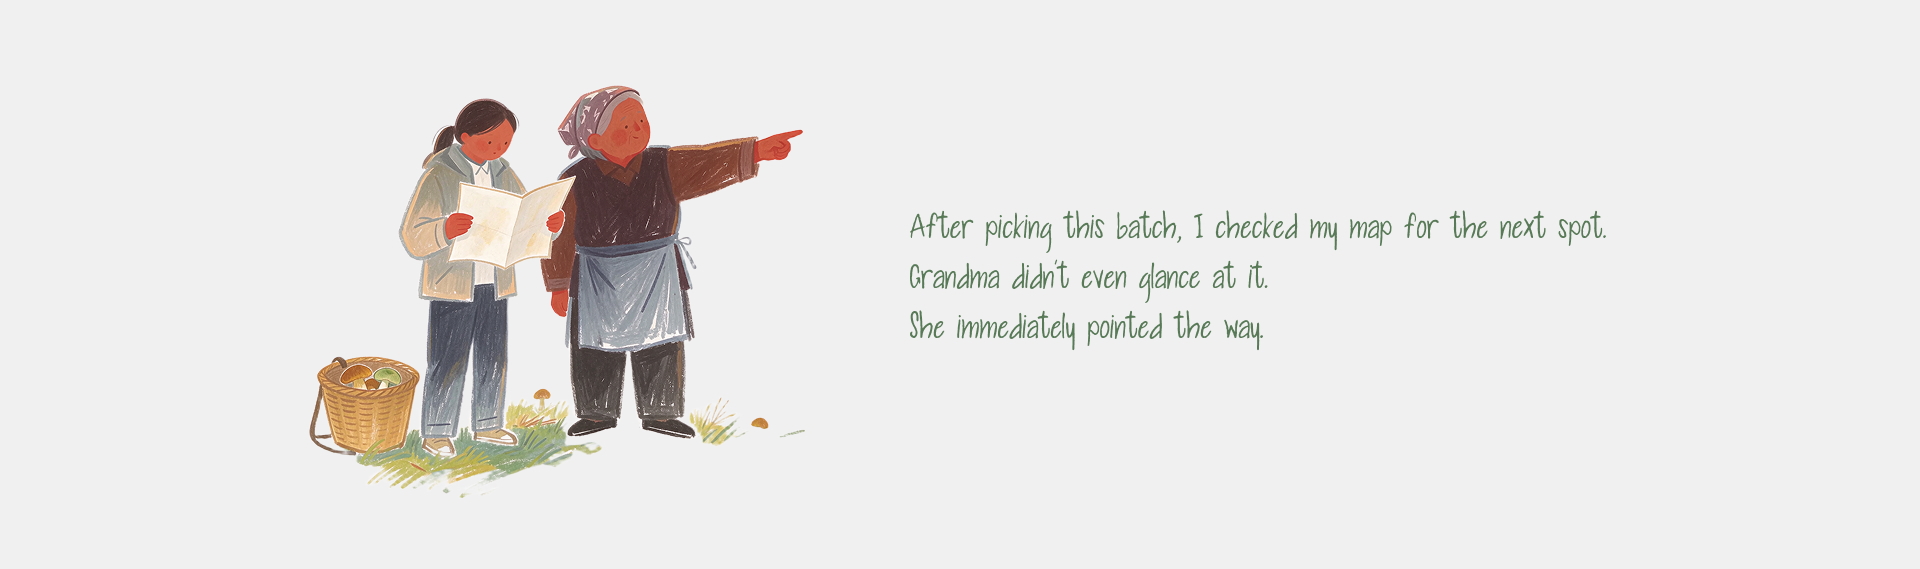 After picking this batch, I checked my map for the next spot.
Grandma didn't even glance at it.
She immediately pointed the way.